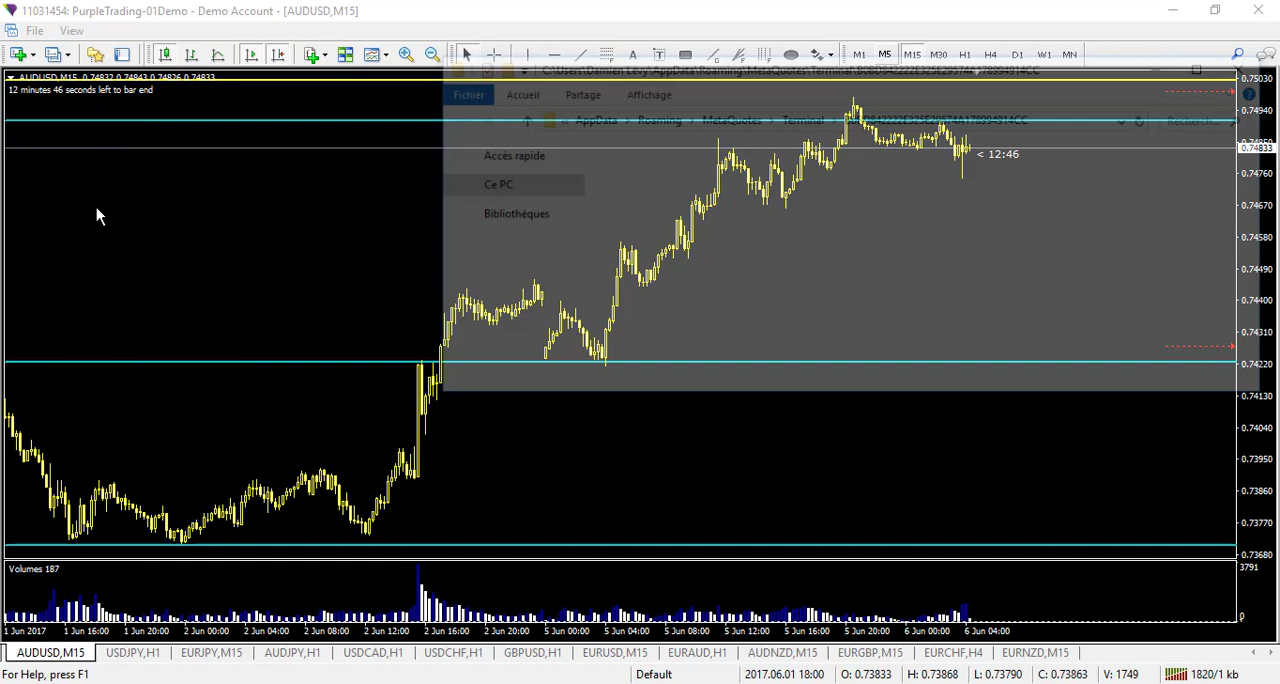 11031454: PurpleTrading-01Demo - Demo Account - [AUDUSD,M15]
File View
A T F E M1 M5 M15 M30 H1 H4 D1 W1 MN
AUDUSD,M15 0.74832 0.74843 0.74826 0.74833
12 minutes 46 seconds left to bar end
Fichier Accueil Partage Affichage
« AppData Roaming MetaQuotes Terminal
Accès rapide
Ce PC
Bibliothèques
< 12:46
0.75030
0.74940
0.74833
0.74760
0.74670
0.74580
0.74490
0.74400
0.74310
0.74220
0.74130
0.74040
0.73950
0.73860
0.73770
0.73680
Volumes 187
3791
0
1 Jun 2017 1 Jun 16:00 1 Jun 20:00 2 Jun 00:00 2 Jun 04:00 2 Jun 08:00 2 Jun 12:00 2 Jun 16:00 2 Jun 20:00 5 Jun 00:00 5 Jun 04:00 5 Jun 08:00 5 Jun 12:00 5 Jun 16:00 5 Jun 20:00 6 Jun 00:00 6 Jun 04:00
AUDUSD,M15 USDJPY,H1 EURJPY,M15 AUDJPY,H1 USDCAD,H1 USDCHF,H1 GBPUSD,H1 EURUSD,M15 EURAUD,H1 AUDNZD,M15 EURGBP,M15 EURCHF,H4 EURNZD,M15
For Help, press F1 Default 2017.06.01 18:00 O: 0.73833 H: 0.73868 L: 0.73790 C: 0.73863 V: 1749 1820/1 kb